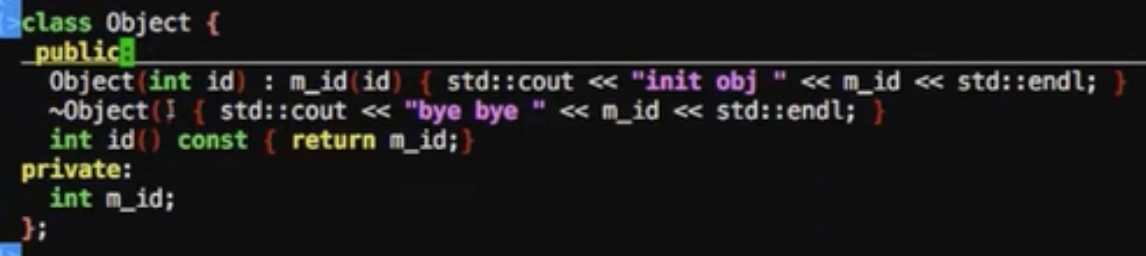 class Object {
 public:
  Object(int id) : m_id(id) { std::cout << "init obj " << m_id << std::endl; }
  ~Object() { std::cout << "bye bye " << m_id << std::endl; }
  int id() const { return m_id;}
private:
  int m_id;
};